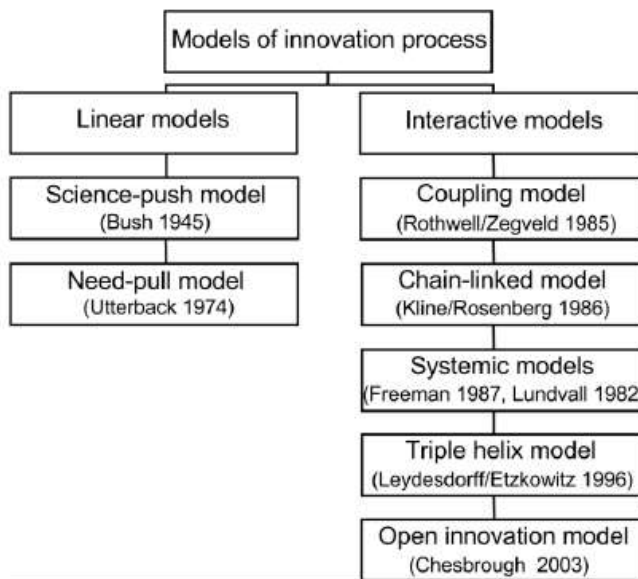 Models of innovation process
Linear models
Science-push model
(Bush 1945)
Need-pull model
(Utterback 1974)
Interactive models
Coupling model
(Rothwell/Zegveld 1985)
Chain-linked model
(Kline/Rosenberg 1986)
Systemic models
(Freeman 1987, Lundvall 1982
Triple helix model
(Leydesdorff/Etzkowitz 1996)
Open innovation model
(Chesbrough 2003)